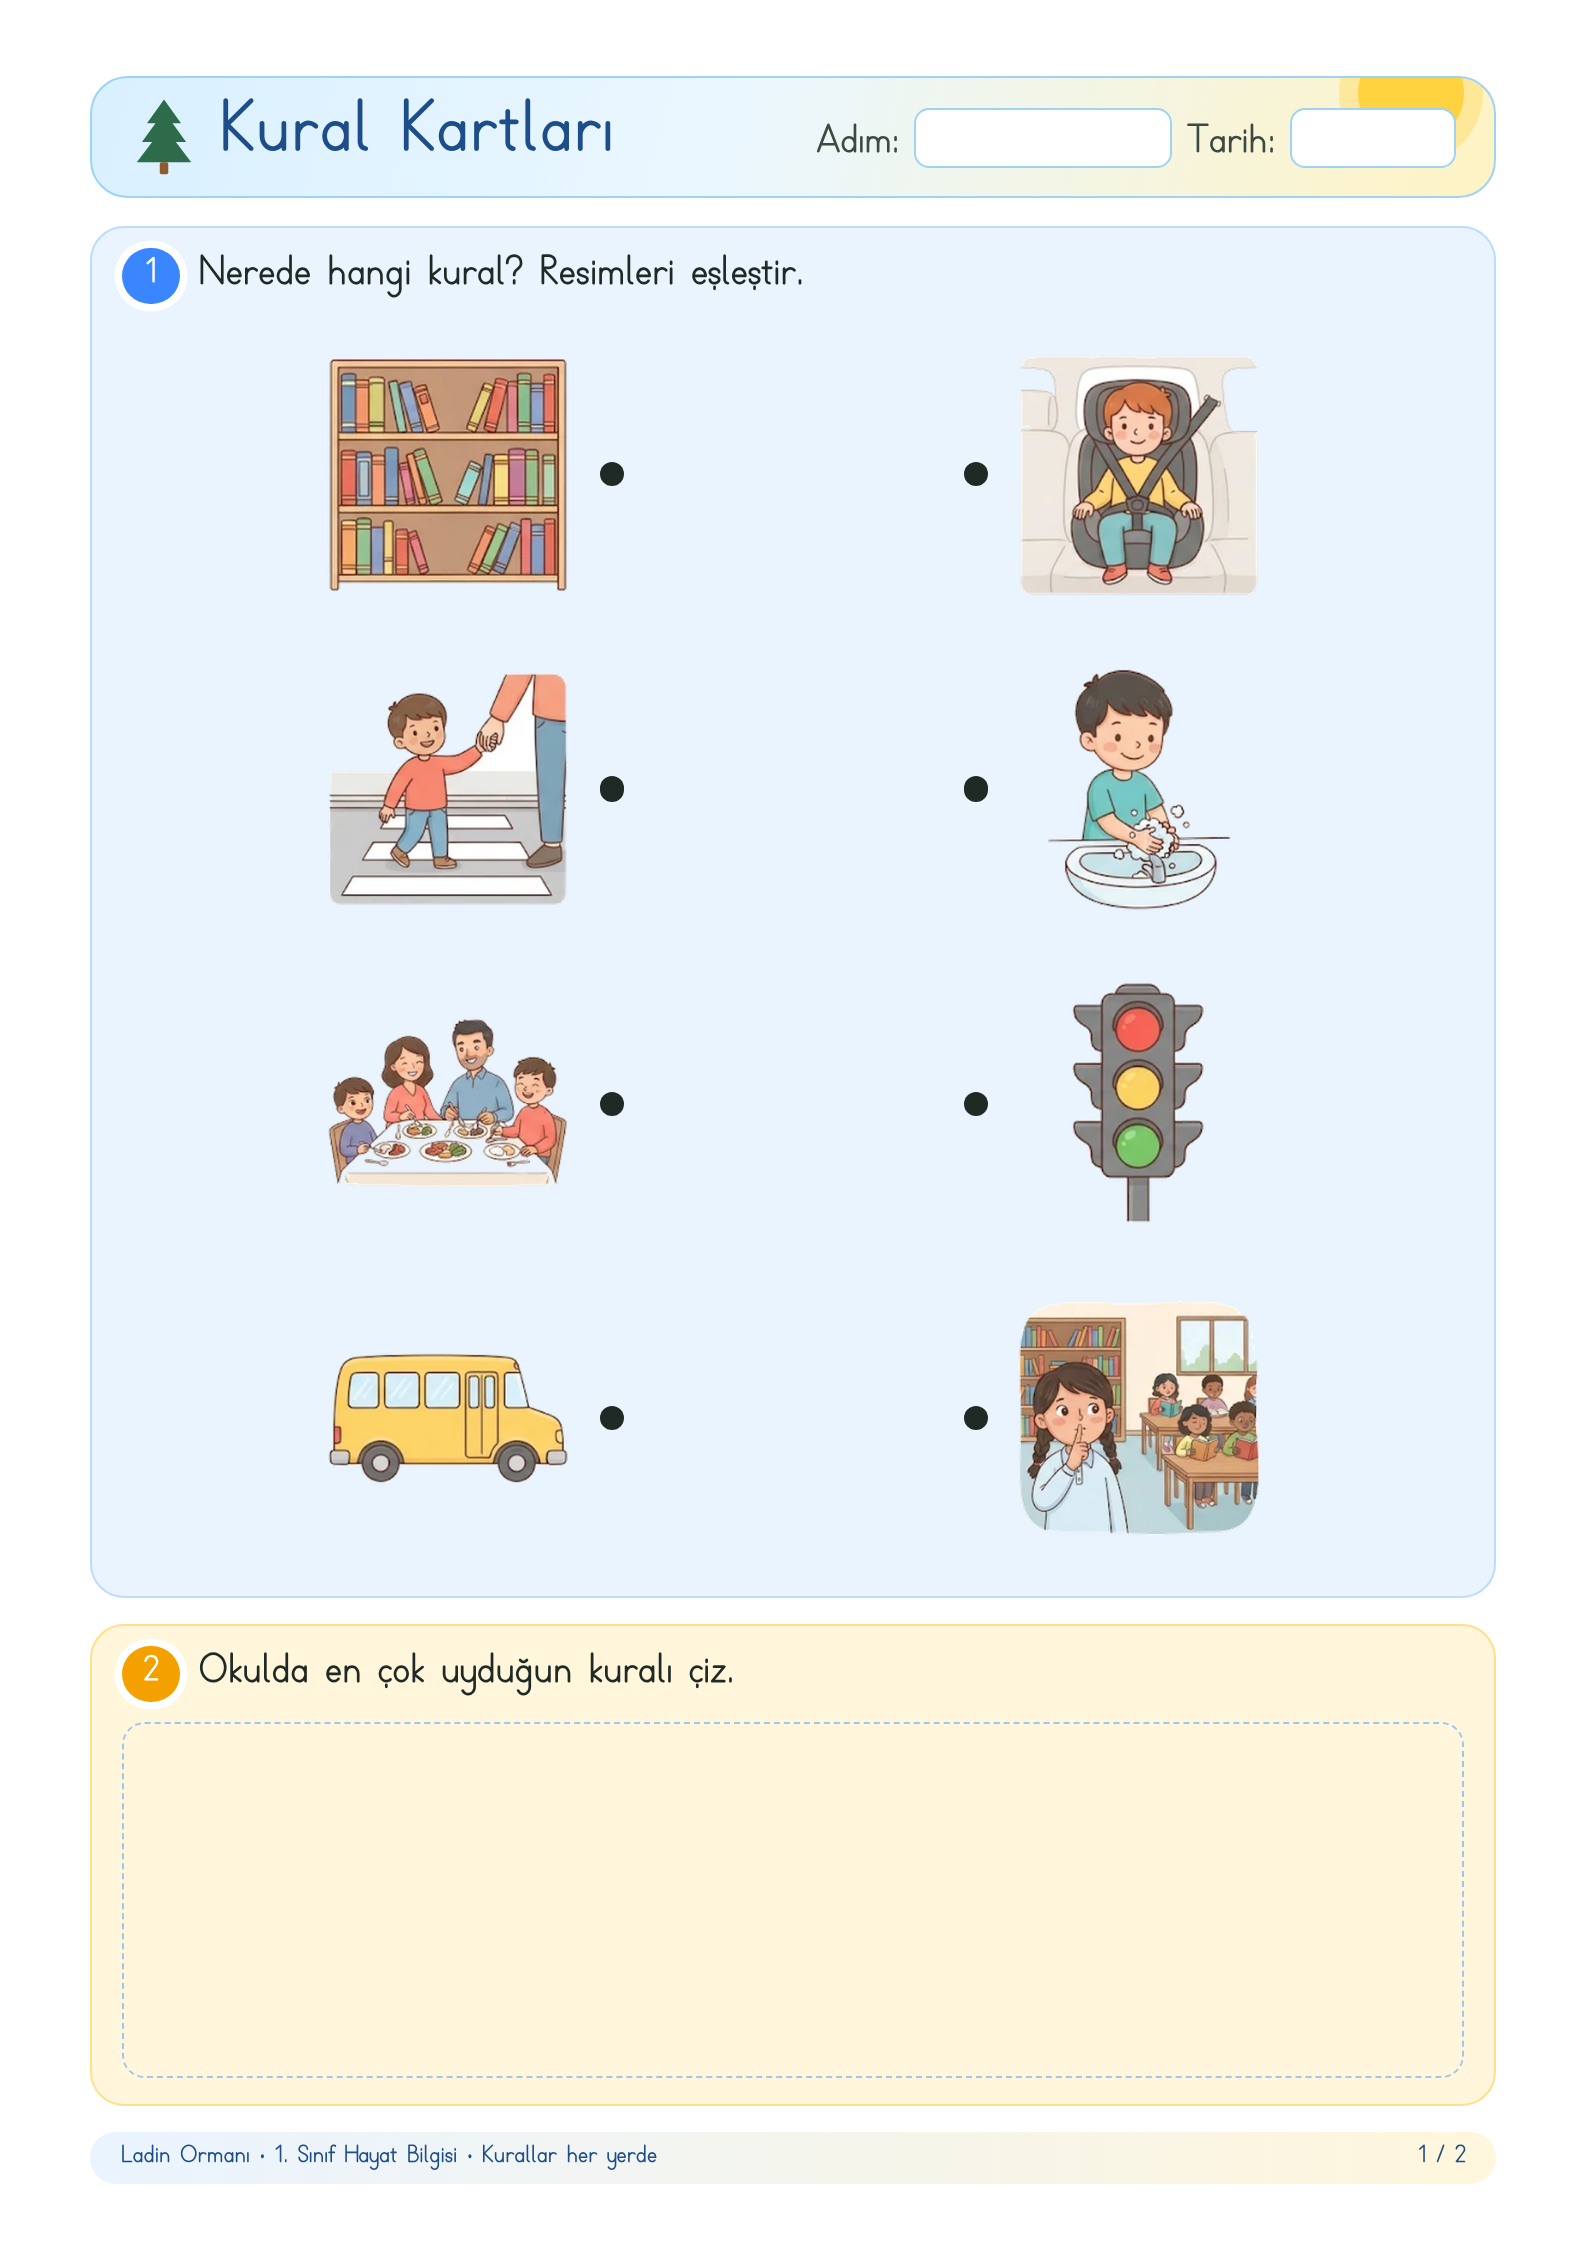 Kural Kartları
Adım:
Tarih:
1 Nerede hangi kural? Resimleri eşleştir.
2 Okulda en çok uyduğun kuralı çiz.
Ladin Ormanı • 1. Sınıf Hayat Bilgisi • Kurallar her yerde
1 / 2